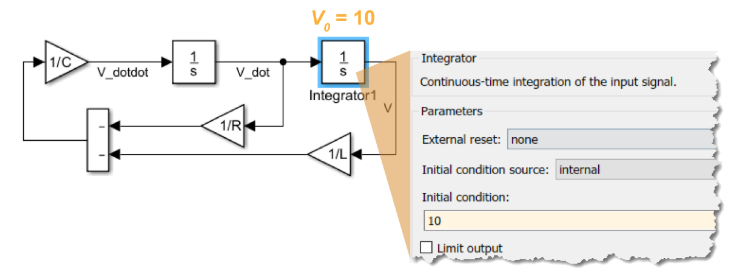 V₀ = 10
1/C
V_dotdot
1
s
V_dot
1
s
Integrator1
V
-
-
1/R
1/L
Integrator
Continuous-time integration of the input signal.
Parameters
External reset: none
Initial condition source: internal
Initial condition:
10
Limit output